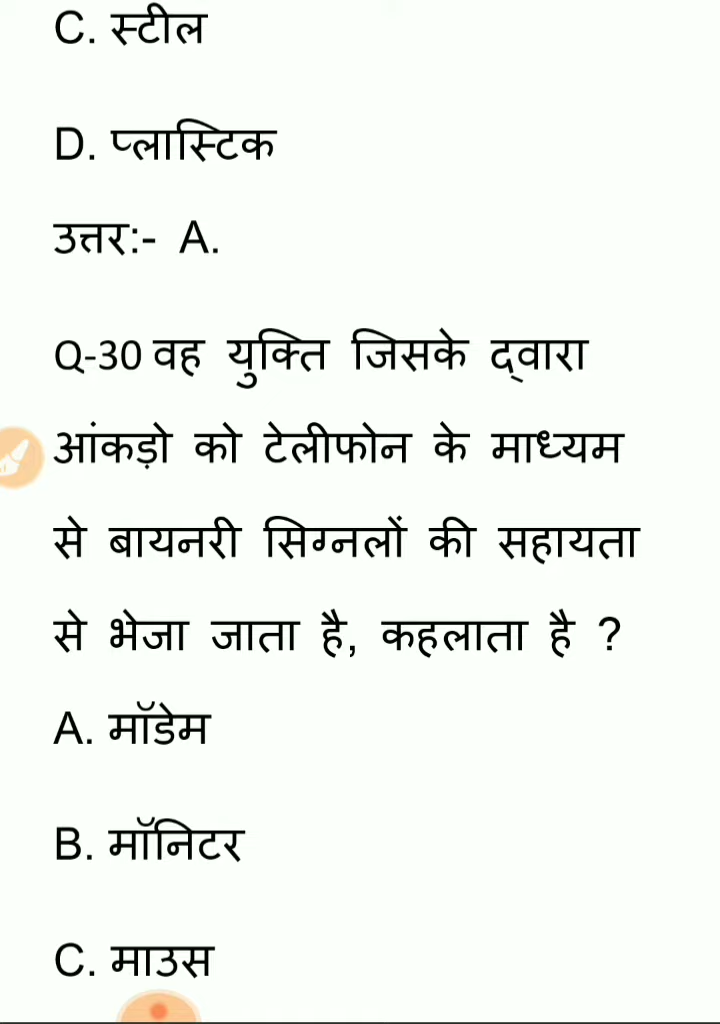 C. स्टील
D. प्लास्टिक
उत्तर:- A.
Q-30 वह युक्ति जिसके द्वारा
आंकड़ो को टेलीफोन के माध्यम
से बायनरी सिग्नलों की सहायता
से भेजा जाता है, कहलाता है ?
A. मॉडेम
B. मॉनिटर
C. माउस